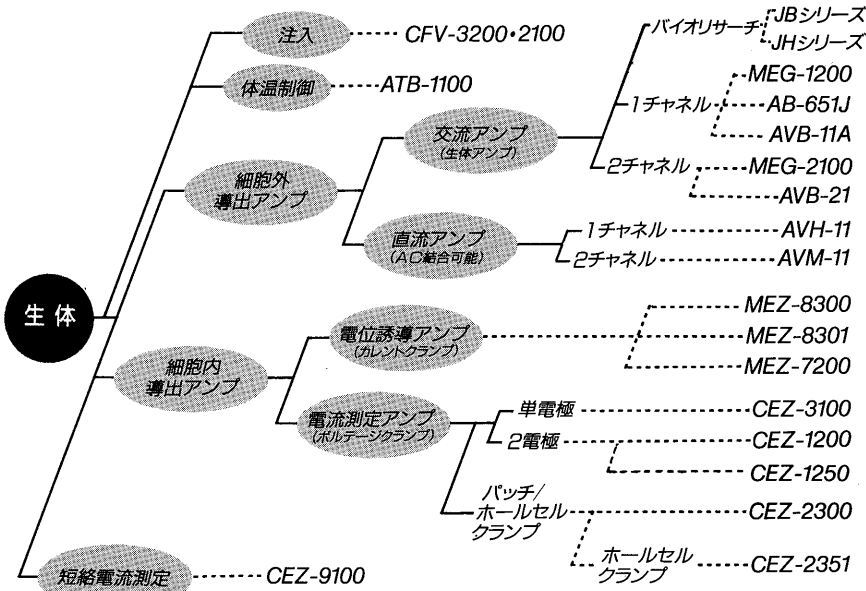 注入 CFV-3200・2100
体温制御 ATB-1100
細胞外
導出アンプ
交流アンプ
(生体アンプ)
バイオリサーチ JBシリーズ
JHシリーズ
1チャネル MEG-1200
AB-651J
AVB-11A
2チャネル MEG-2100
AVB-21
直流アンプ
(AC結合可能)
1チャネル AVH-11
2チャネル AVM-11
生体
細胞内
導出アンプ
電位誘導アンプ
(カレントクランプ)
MEZ-8300
MEZ-8301
MEZ-7200
電流測定アンプ
(ボルテージクランプ)
単電極 CEZ-3100
2電極 CEZ-1200
CEZ-1250
パッチ/
ホールセル
クランプ
CEZ-2300
ホールセル
クランプ
CEZ-2351
短絡電流測定 CEZ-9100